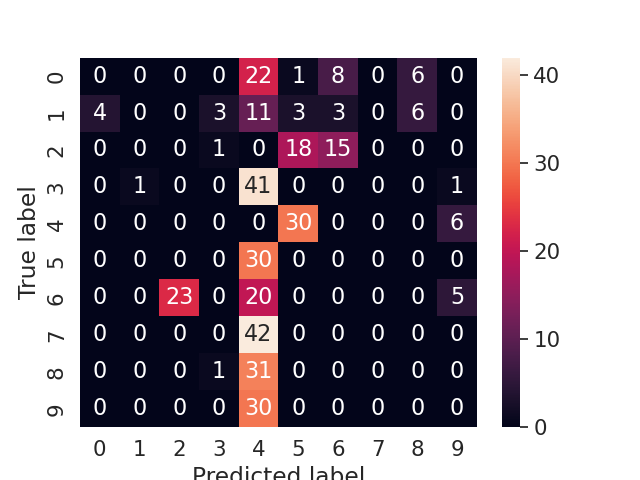 0 0 0 0 0 22 1 8 0 6 0 40
1 4 0 0 3 11 3 3 0 6 0
2 0 0 0 1 0 18 15 0 0 0
3 0 1 0 0 41 0 0 0 0 1 30
4 0 0 0 0 0 30 0 0 0 6
5 0 0 0 0 30 0 0 0 0 0 20
6 0 0 23 0 20 0 0 0 0 5
7 0 0 0 0 42 0 0 0 0 0 10
8 0 0 0 1 31 0 0 0 0 0
9 0 0 0 0 30 0 0 0 0 0 0
0 1 2 3 4 5 6 7 8 9
True label
Predicted label